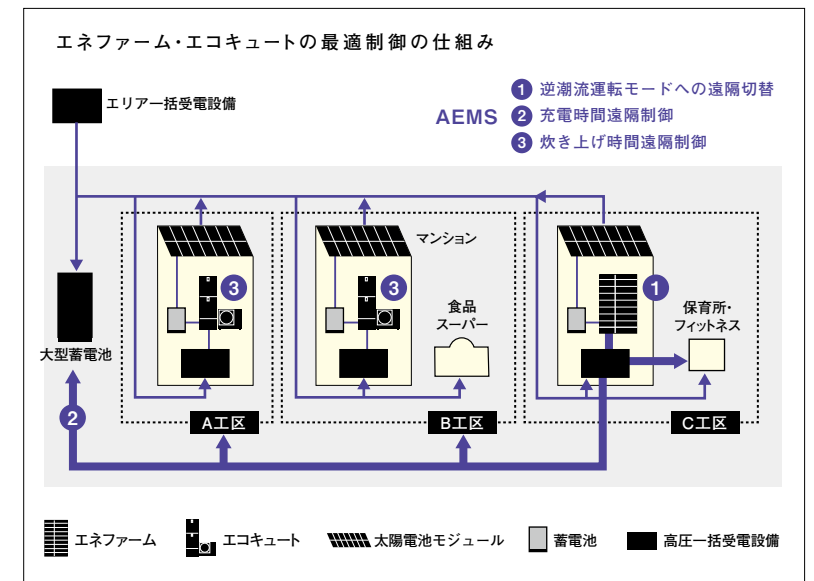 エネファーム・エコキュートの最適制御の仕組み
エリア一括受電設備
AEMS
1 逆潮流運転モードへの遠隔切替
2 充電時間遠隔制御
3 炊き上げ時間遠隔制御
マンション
3
3
1
食品
スーパー
保育所・
フィットネス
大型蓄電池
2
A工区
B工区
C工区
エネファーム
エコキュート
太陽電池モジュール
蓄電池
高圧一括受電設備